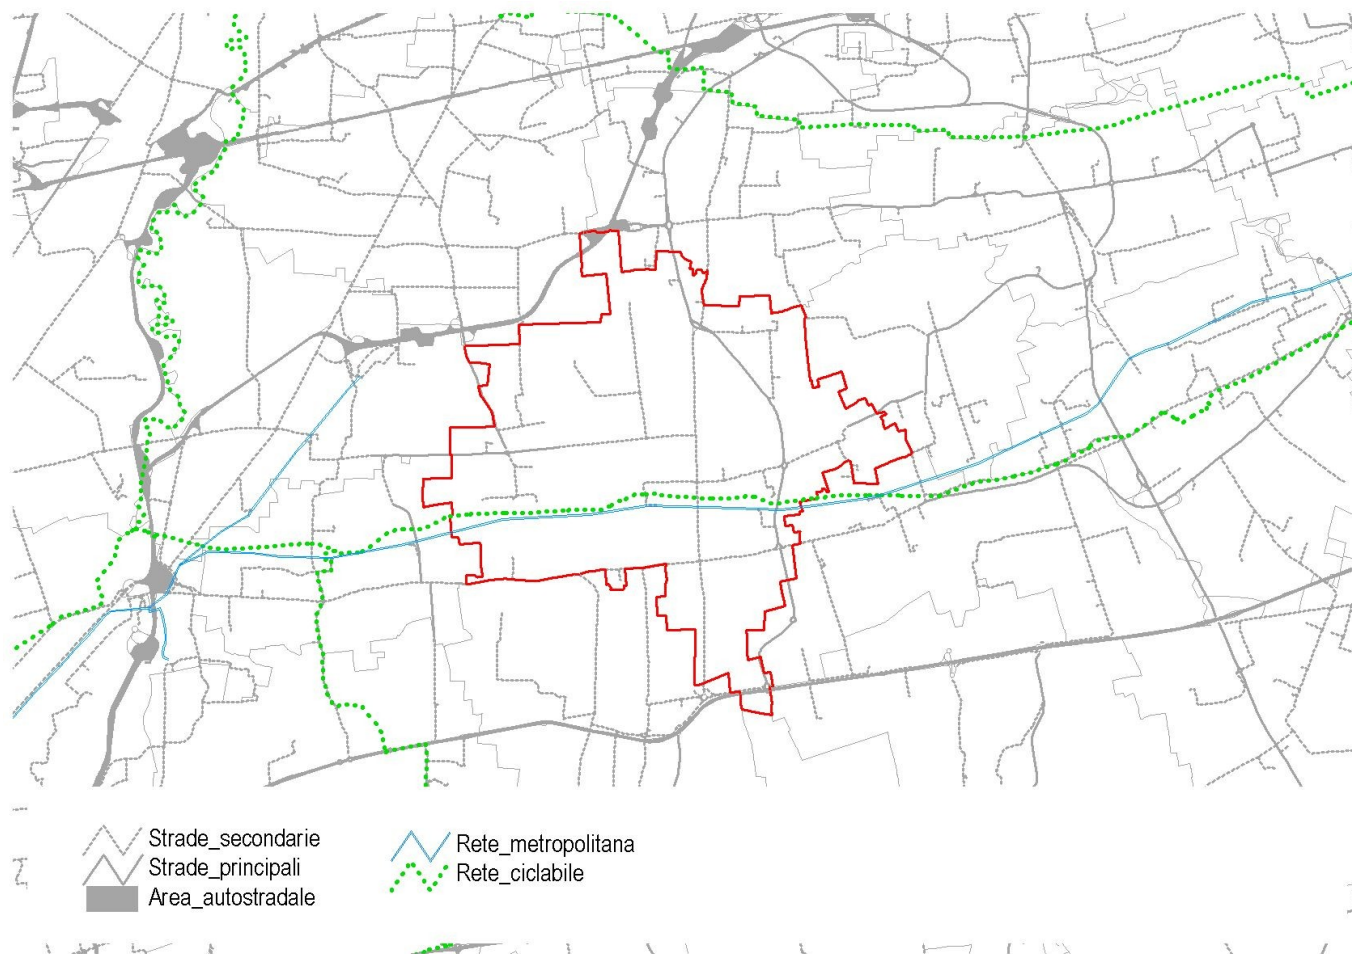 Strade_secondarie
Strade_principali
Area_autostradale
Rete_metropolitana
Rete_ciclabile